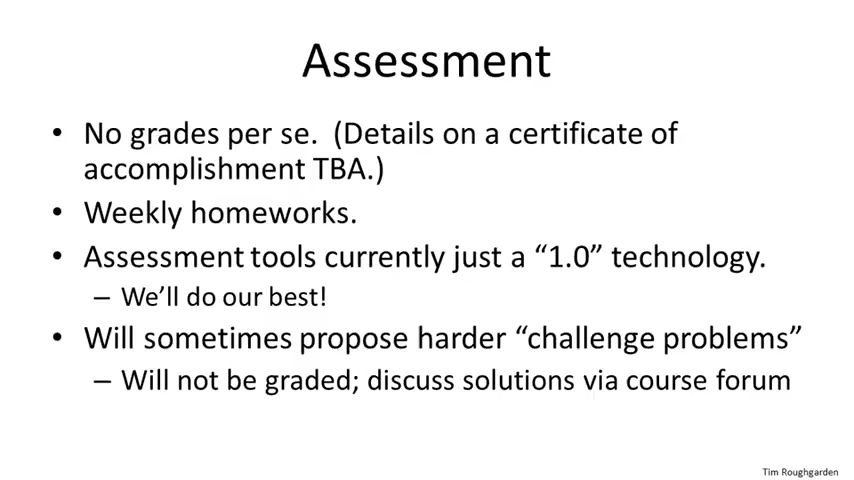 Assessment
• No grades per se. (Details on a certificate of
accomplishment TBA.)
• Weekly homeworks.
• Assessment tools currently just a “1.0” technology.
– We’ll do our best!
• Will sometimes propose harder “challenge problems”
– Will not be graded; discuss solutions via course forum
Tim Roughgarden